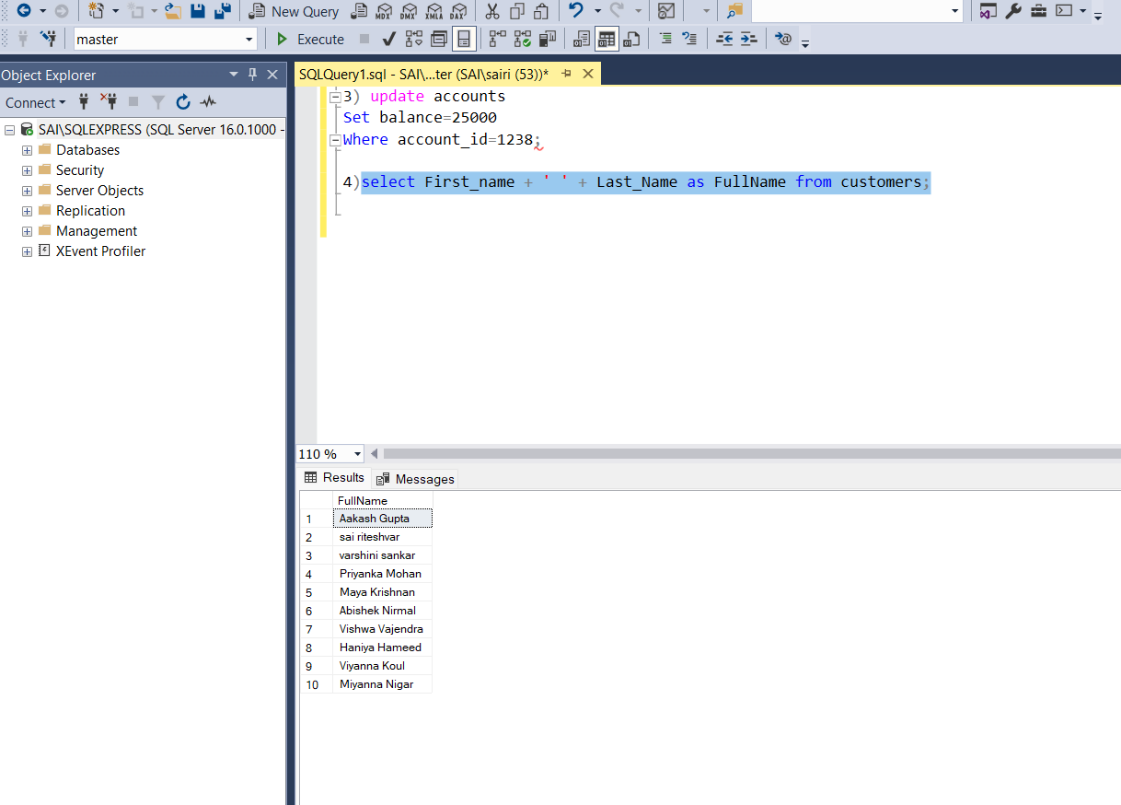 New Query MDX DMX XMLA DAX
master Execute
Object Explorer
Connect
SAI\SQLEXPRESS (SQL Server 16.0.1000 -
Databases
Security
Server Objects
Replication
Management
XEvent Profiler
SQLQuery1.sql - SAI\...ter (SAI\sairi (53))*
3) update accounts
Set balance=25000
Where account_id=1238;
4)select First_name + ' ' + Last_Name as FullName from customers;
110 %
Results Messages
FullName
1 Aakash Gupta
2 sai riteshvar
3 varshini sankar
4 Priyanka Mohan
5 Maya Krishnan
6 Abishek Nirmal
7 Vishwa Vajendra
8 Haniya Hameed
9 Viyanna Koul
10 Miyanna Nigar